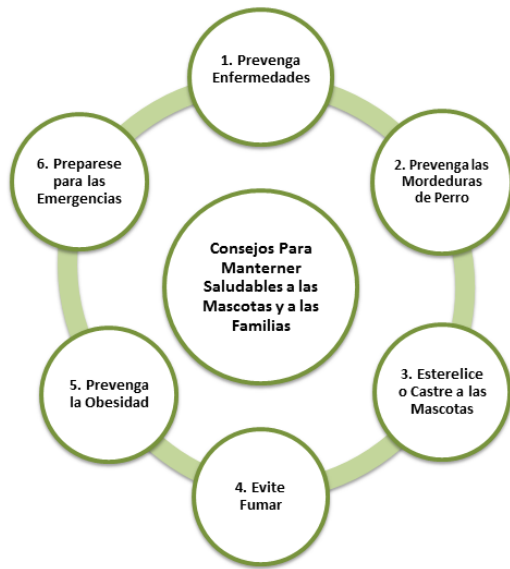 1. Prevenga
Enfermedades
2. Prevenga las
Mordeduras
de Perro
3. Esterelice
o Castre a las
Mascotas
4. Evite
Fumar
5. Prevenga
la Obesidad
6. Preparese
para las
Emergencias
Consejos Para
Manterner
Saludables a las
Mascotas y a las
Familias